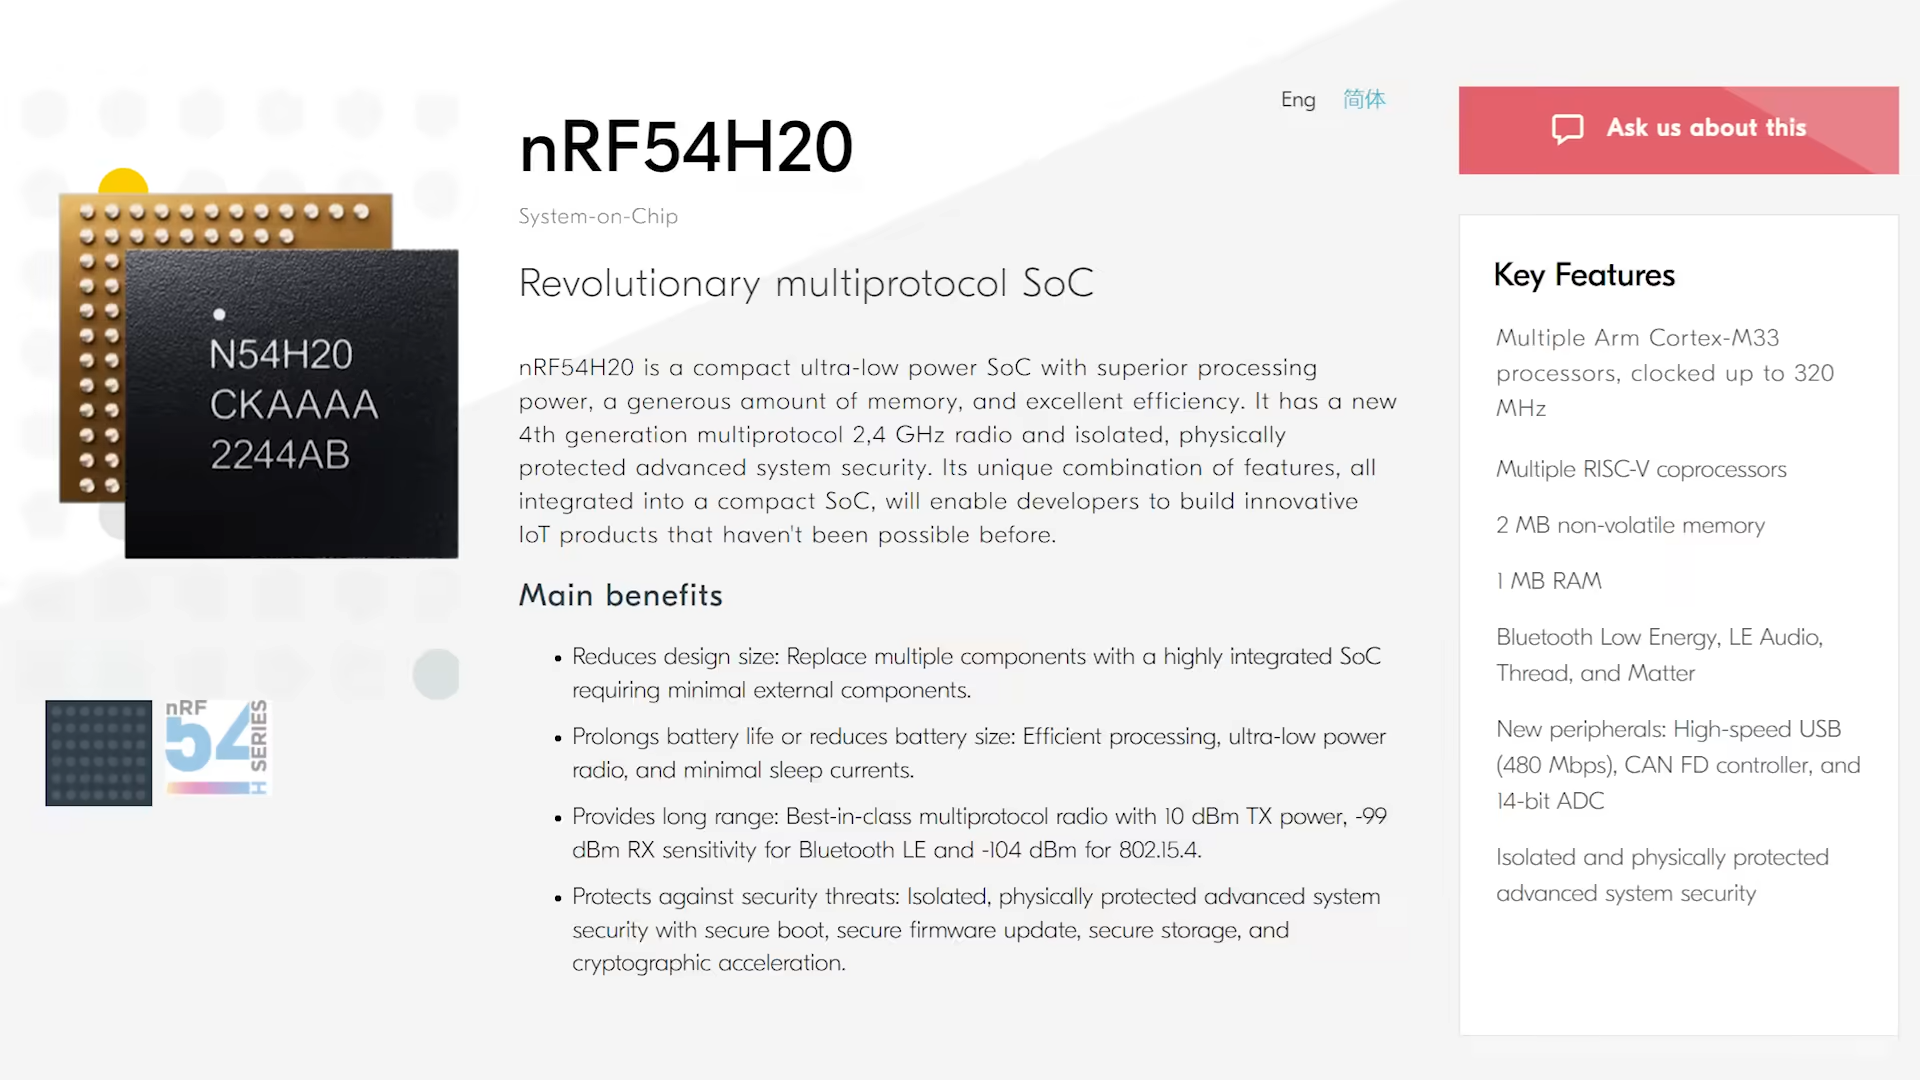 Eng 简体
Ask us about this
nRF54H20
System-on-Chip
Revolutionary multiprotocol SoC
nRF54H20 is a compact ultra-low power SoC with superior processing
power, a generous amount of memory, and excellent efficiency. It has a new
4th generation multiprotocol 2,4 GHz radio and isolated, physically
protected advanced system security. Its unique combination of features, all
integrated into a compact SoC, will enable developers to build innovative
IoT products that haven't been possible before.
Main benefits
• Reduces design size: Replace multiple components with a highly integrated SoC
requiring minimal external components.
• Prolongs battery life or reduces battery size: Efficient processing, ultra-low power
radio, and minimal sleep currents.
• Provides long range: Best-in-class multiprotocol radio with 10 dBm TX power, -99
dBm RX sensitivity for Bluetooth LE and -104 dBm for 802.15.4.
• Protects against security threats: Isolated, physically protected advanced system
security with secure boot, secure firmware update, secure storage, and
cryptographic acceleration.
Key Features
Multiple Arm Cortex-M33
processors, clocked up to 320
MHz
Multiple RISC-V coprocessors
2 MB non-volatile memory
1 MB RAM
Bluetooth Low Energy, LE Audio,
Thread, and Matter
New peripherals: High-speed USB
(480 Mbps), CAN FD controller, and
14-bit ADC
Isolated and physically protected
advanced system security
N54H20
CKAAAA
2244AB
nRF
54
SERIES
H